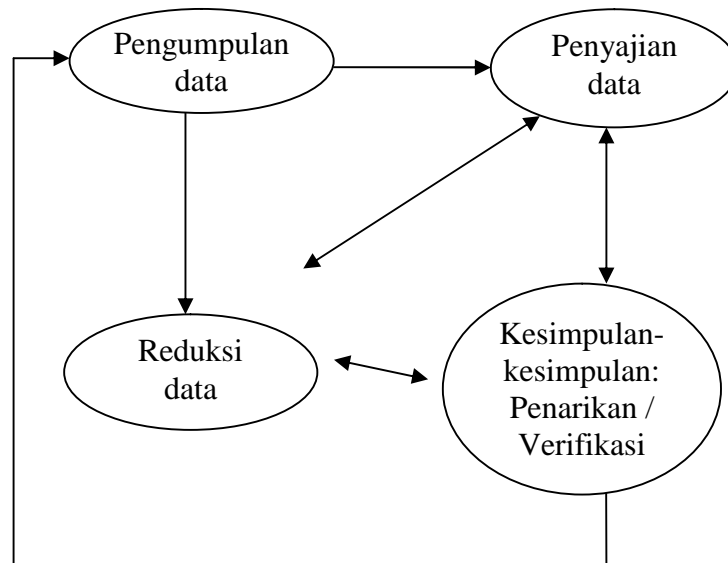 Pengumpulan
data
Penyajian
data
Reduksi
data
Kesimpulan-
kesimpulan:
Penarikan /
Verifikasi